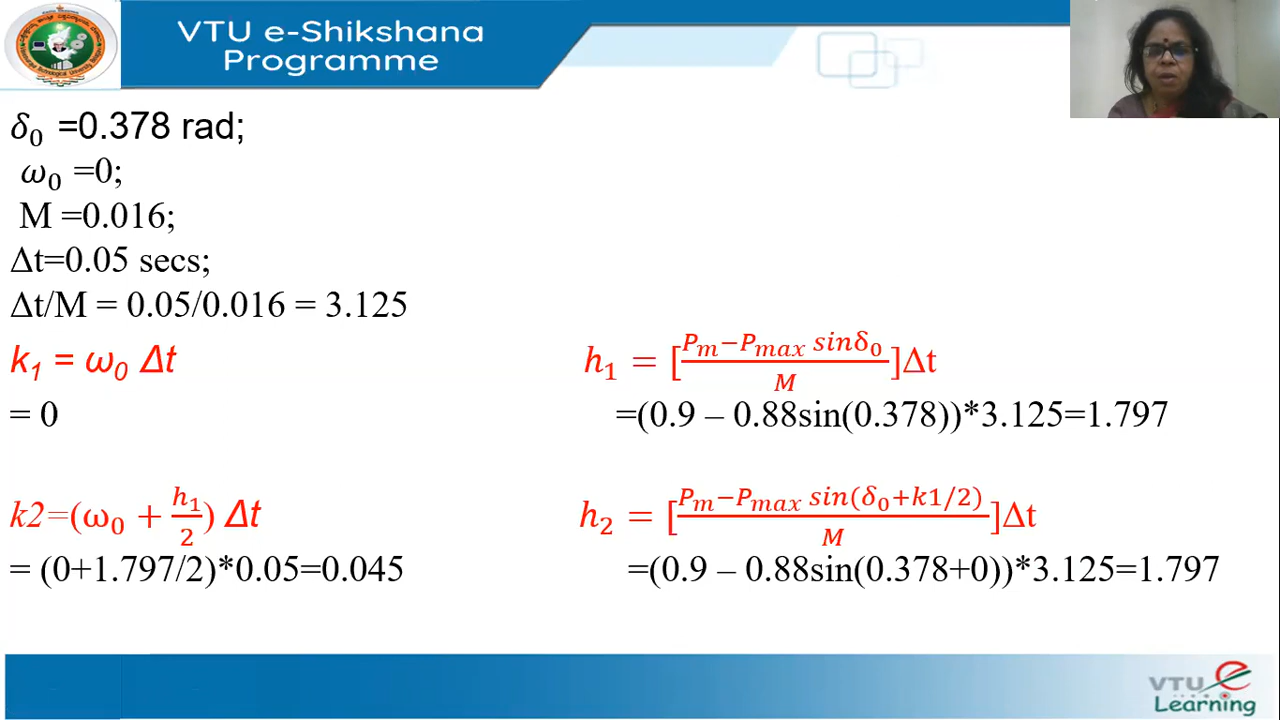 VTU e-Shikshana
Programme
δ₀ =0.378 rad;
ω₀ =0;
M =0.016;
Δt=0.05 secs;
Δt/M = 0.05/0.016 = 3.125
k₁ = ω₀ Δt
h₁ = [(Pₘ−Pₘₐₓ sinδ₀)/M]Δt
= 0
=(0.9 – 0.88sin(0.378))*3.125=1.797
k2=(ω₀ + h₁/2) Δt
h₂ = [(Pₘ−Pₘₐₓ sin(δ₀+k1/2))/M]Δt
= (0+1.797/2)*0.05=0.045
=(0.9 – 0.88sin(0.378+0))*3.125=1.797
VTU e
Learning